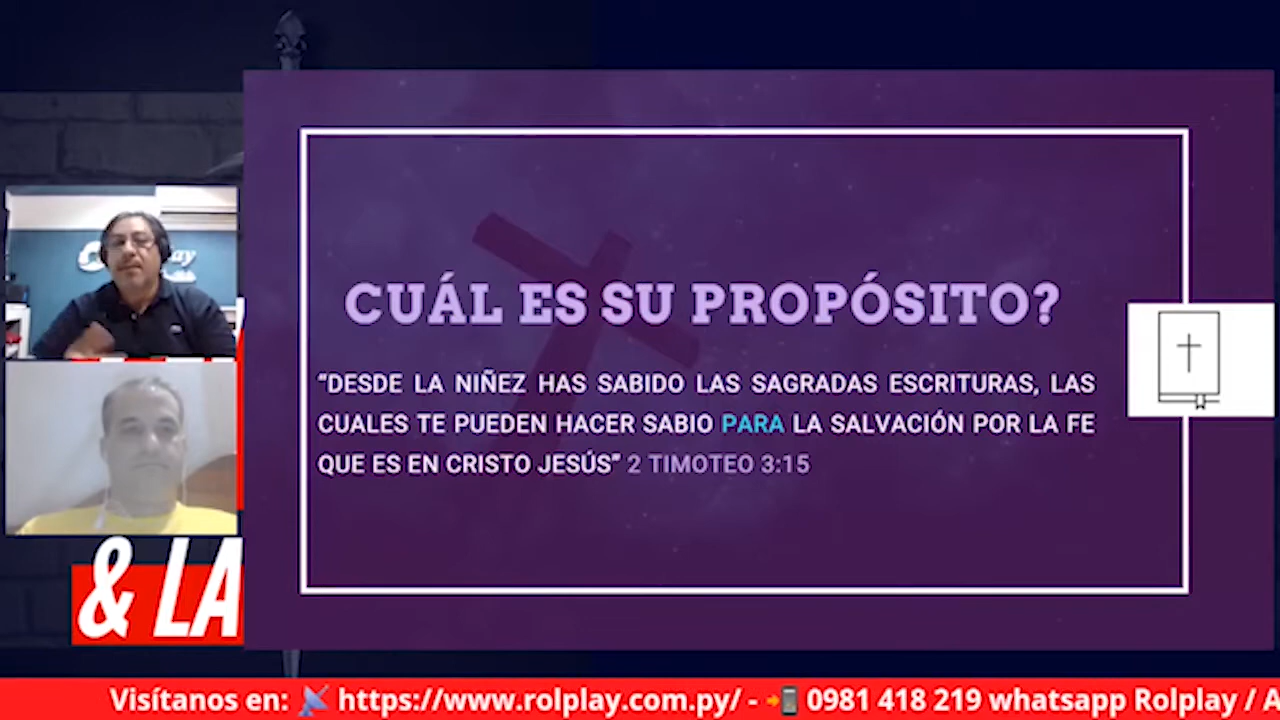 CUÁL ES SU PROPÓSITO?
“DESDE LA NIÑEZ HAS SABIDO LAS SAGRADAS ESCRITURAS, LAS
CUALES TE PUEDEN HACER SABIO PARA LA SALVACIÓN POR LA FE
QUE ES EN CRISTO JESÚS” 2 TIMOTEO 3:15
& LA
Visítanos en: https://www.rolplay.com.py/ - 0981 418 219 whatsapp Rolplay / A